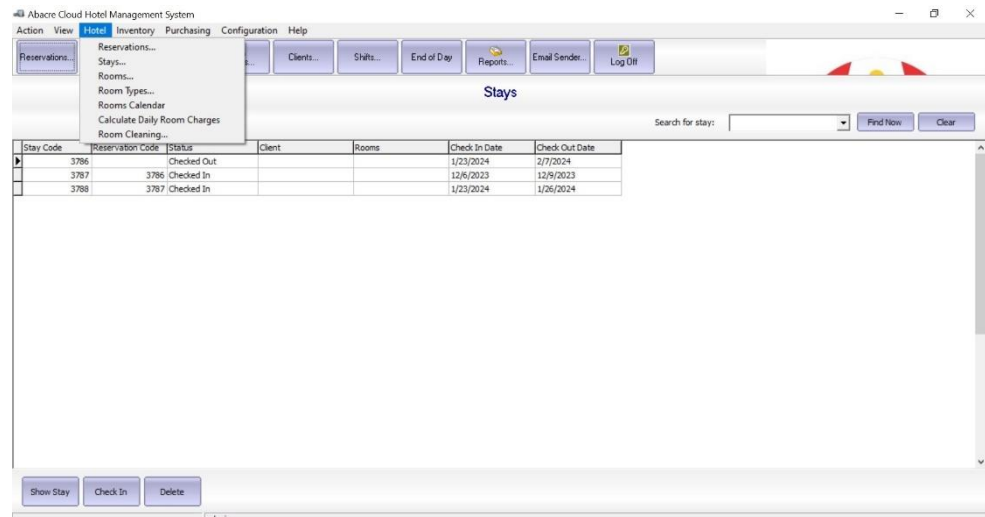 Abacre Cloud Hotel Management System
Action View Hotel Inventory Purchasing Configuration Help
Reservations...
Stays...
Rooms...
Room Types...
Rooms Calendar
Calculate Daily Room Charges
Room Cleaning...
Reservations... Clients... Shifts... End of Day Reports... Email Sender... Log Off
Stays
Search for stay: Find Now Clear
Stay Code Reservation Code Status Client Rooms Check In Date Check Out Date
3786 Checked Out 1/23/2024 2/7/2024
3787 3786 Checked In 12/6/2023 12/9/2023
3788 3787 Checked In 1/23/2024 1/26/2024
Show Stay Check In Delete